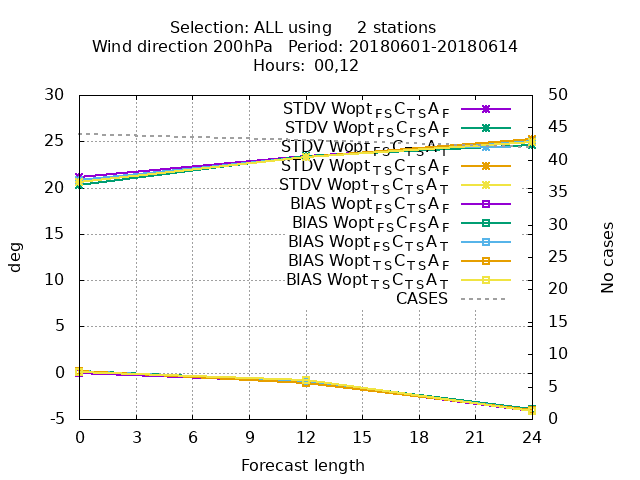 Selection: ALL using 2 stations
Wind direction 200hPa Period: 20180601-20180614
Hours: 00,12
30 50
25 45
20 40
15 35
10 30
5 25
0 20
-5 15
10
5
0
deg
No cases
STDV Wopt FS C TS A F
STDV Wopt FS C FS A F
STDV Wopt FS C TS A T
STDV Wopt TS C TS A F
STDV Wopt TS C TS A T
BIAS Wopt FS C TS A F
BIAS Wopt FS C FS A F
BIAS Wopt FS C TS A T
BIAS Wopt TS C TS A F
BIAS Wopt TS C TS A T
CASES
0 3 6 9 12 15 18 21 24
Forecast length